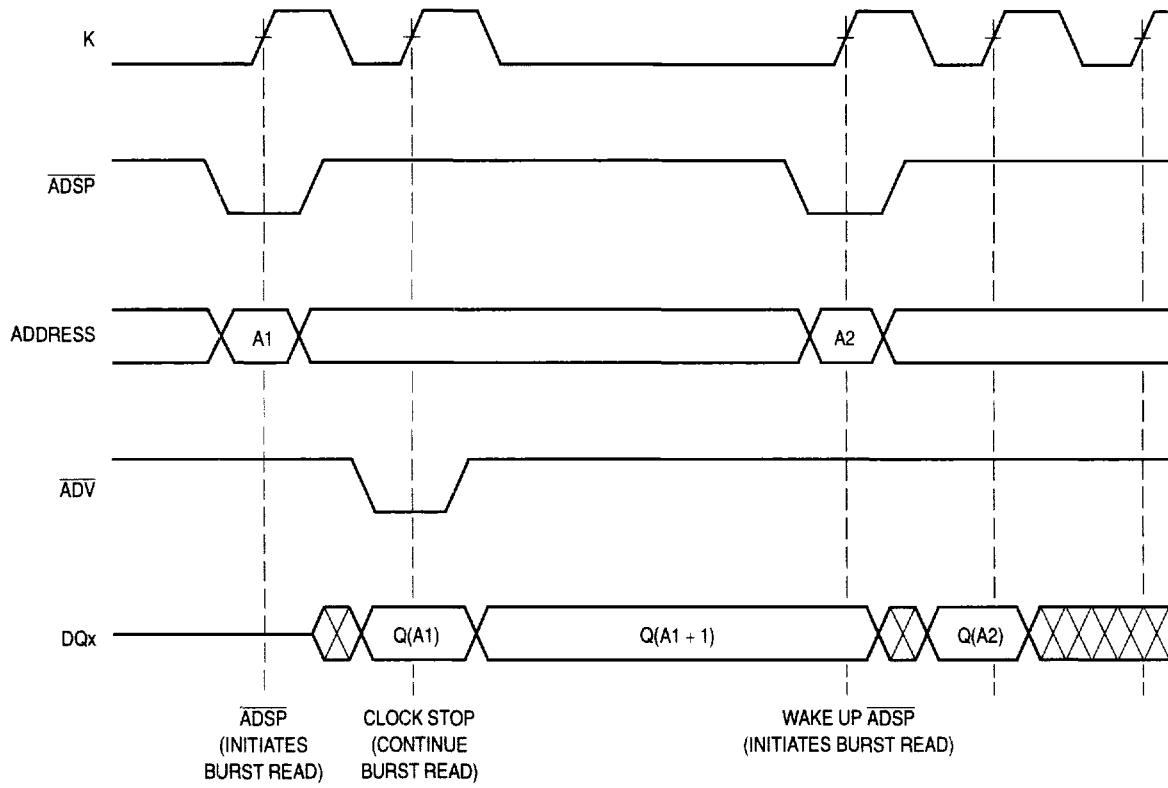 K
ADSP
ADDRESS
A1
A2
ADV
DQx
Q(A1)
Q(A1 + 1)
Q(A2)
ADSP
(INITIATES
BURST READ)
CLOCK STOP
(CONTINUE
BURST READ)
WAKE UP ADSP
(INITIATES BURST READ)